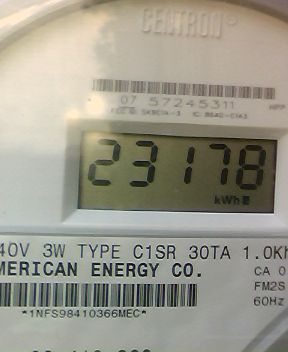 CENTRON®
07 57245311
23178
kWh
40V 3W TYPE C1SR 30TA 1.0Kh
MERICAN ENERGY CO.
CA 0
FM2S
60Hz
*1NFS98410366MEC*